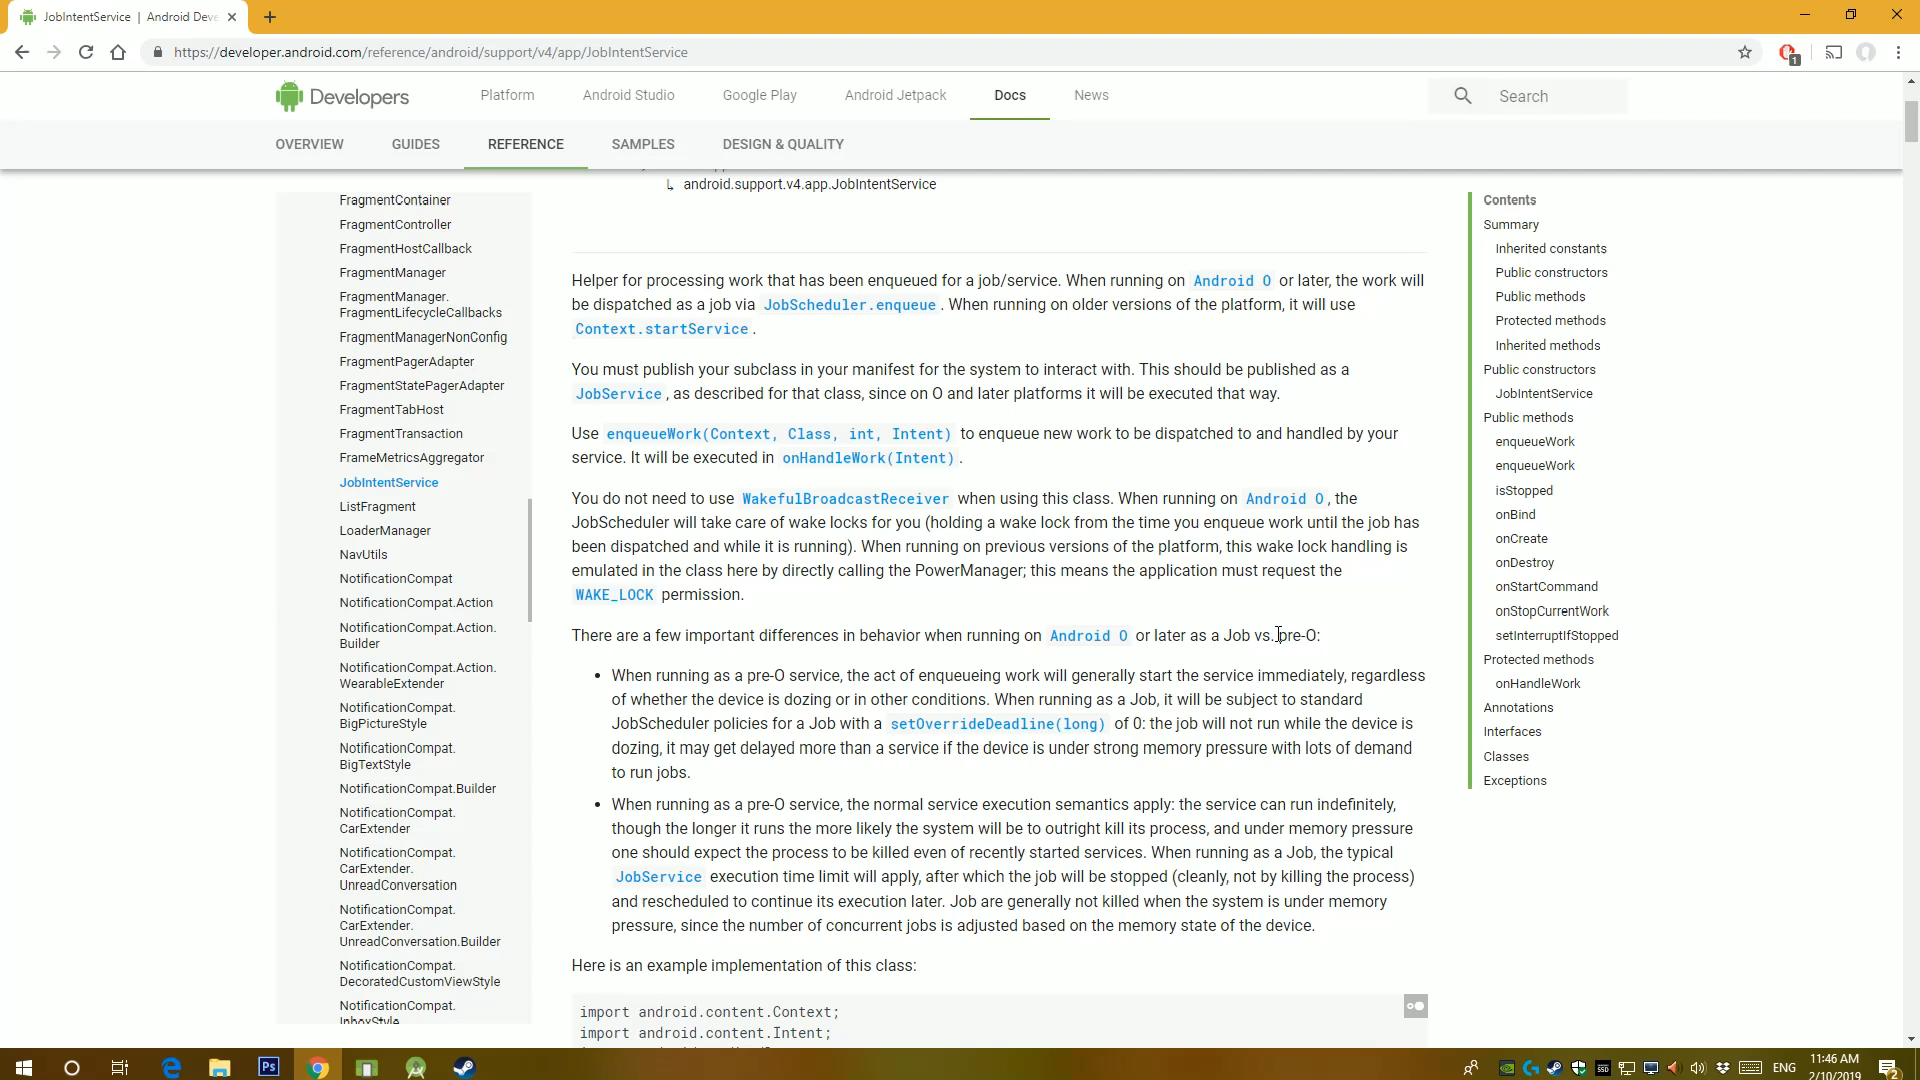 JobIntentService | Android Deve
https://developer.android.com/reference/android/support/v4/app/JobIntentService
1
Developers
Platform
Android Studio
Google Play
Android Jetpack
Docs
News
Search
OVERVIEW
GUIDES
REFERENCE
SAMPLES
DESIGN & QUALITY
FragmentContainer
FragmentController
FragmentHostCallback
FragmentManager
FragmentManager.
FragmentLifecycleCallbacks
FragmentManagerNonConfig
FragmentPagerAdapter
FragmentStatePagerAdapter
FragmentTabHost
FragmentTransaction
FrameMetricsAggregator
JobIntentService
ListFragment
LoaderManager
NavUtils
NotificationCompat
NotificationCompat.Action
NotificationCompat.Action.
Builder
NotificationCompat.Action.
WearableExtender
NotificationCompat.
BigPictureStyle
NotificationCompat.
BigTextStyle
NotificationCompat.Builder
NotificationCompat.
CarExtender
NotificationCompat.
CarExtender.
UnreadConversation
NotificationCompat.
CarExtender.
UnreadConversation.Builder
NotificationCompat.
DecoratedCustomViewStyle
NotificationCompat.
InboxStyle
↳ android.support.v4.app.JobIntentService
Helper for processing work that has been enqueued for a job/service. When running on Android O or later, the work will
be dispatched as a job via JobScheduler.enqueue. When running on older versions of the platform, it will use
Context.startService.
You must publish your subclass in your manifest for the system to interact with. This should be published as a
JobService, as described for that class, since on O and later platforms it will be executed that way.
Use enqueueWork(Context, Class, int, Intent) to enqueue new work to be dispatched to and handled by your
service. It will be executed in onHandleWork(Intent).
You do not need to use WakefulBroadcastReceiver when using this class. When running on Android O, the
JobScheduler will take care of wake locks for you (holding a wake lock from the time you enqueue work until the job has
been dispatched and while it is running). When running on previous versions of the platform, this wake lock handling is
emulated in the class here by directly calling the PowerManager; this means the application must request the
WAKE_LOCK permission.
There are a few important differences in behavior when running on Android O or later as a Job vs. pre-O:
• When running as a pre-O service, the act of enqueueing work will generally start the service immediately, regardless
of whether the device is dozing or in other conditions. When running as a Job, it will be subject to standard
JobScheduler policies for a Job with a setOverrideDeadline(long) of 0: the job will not run while the device is
dozing, it may get delayed more than a service if the device is under strong memory pressure with lots of demand
to run jobs.
• When running as a pre-O service, the normal service execution semantics apply: the service can run indefinitely,
though the longer it runs the more likely the system will be to outright kill its process, and under memory pressure
one should expect the process to be killed even of recently started services. When running as a Job, the typical
JobService execution time limit will apply, after which the job will be stopped (cleanly, not by killing the process)
and rescheduled to continue its execution later. Job are generally not killed when the system is under memory
pressure, since the number of concurrent jobs is adjusted based on the memory state of the device.
Here is an example implementation of this class:
import android.content.Context;
import android.content.Intent;
Contents
Summary
Inherited constants
Public constructors
Public methods
Protected methods
Inherited methods
Public constructors
JobIntentService
Public methods
enqueueWork
enqueueWork
isStopped
onBind
onCreate
onDestroy
onStartCommand
onStopCurrentWork
setInterruptIfStopped
Protected methods
onHandleWork
Annotations
Interfaces
Classes
Exceptions
Ps
SSD
ENG
11:46 AM
2/10/2019
2